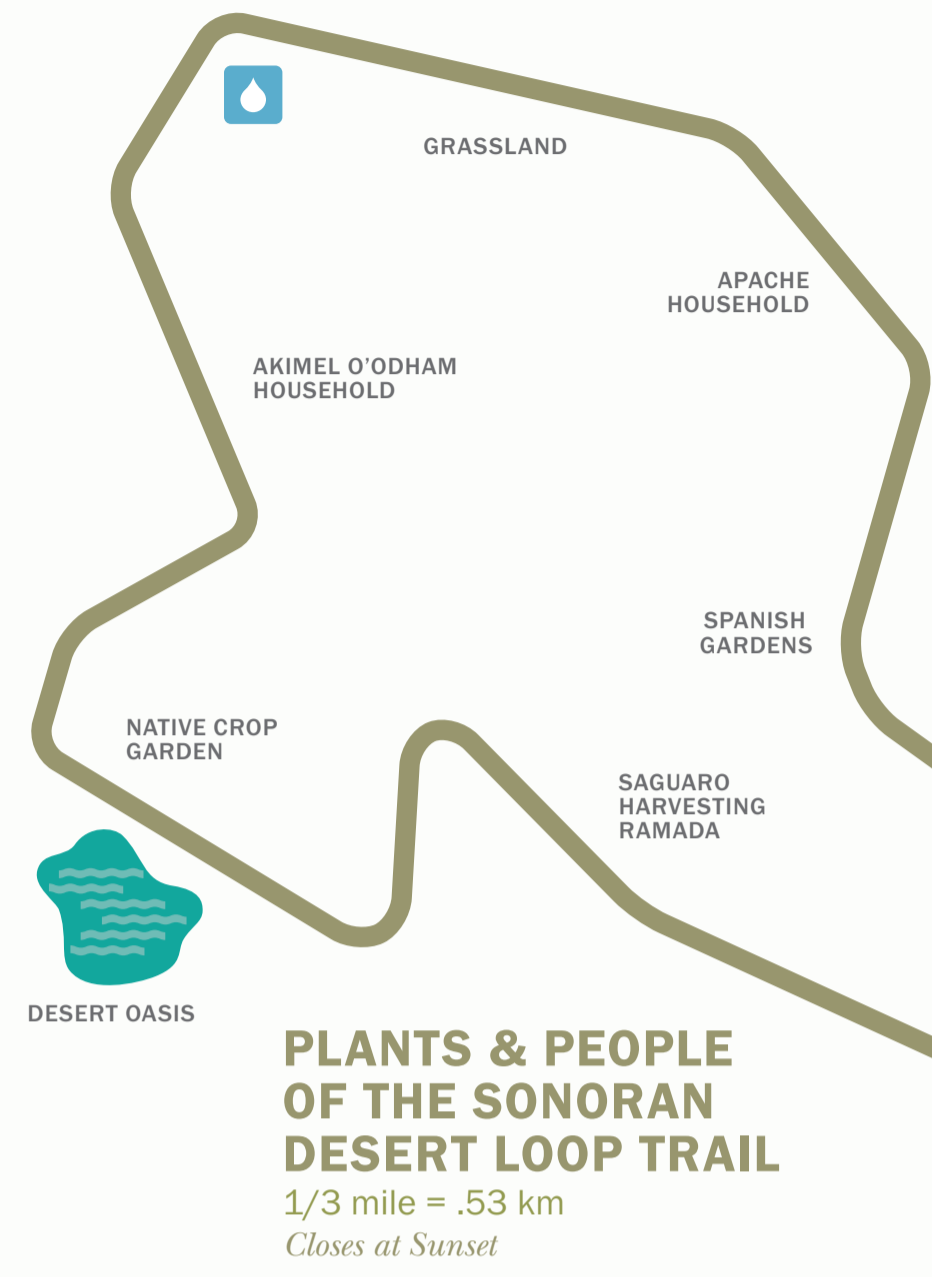 GRASSLAND
APACHE
HOUSEHOLD
AKIMEL O’ODHAM
HOUSEHOLD
SPANISH
GARDENS
NATIVE CROP
GARDEN
SAGUARO
HARVESTING
RAMADA
DESERT OASIS
PLANTS & PEOPLE
OF THE SONORAN
DESERT LOOP TRAIL
1/3 mile = .53 km
Closes at Sunset